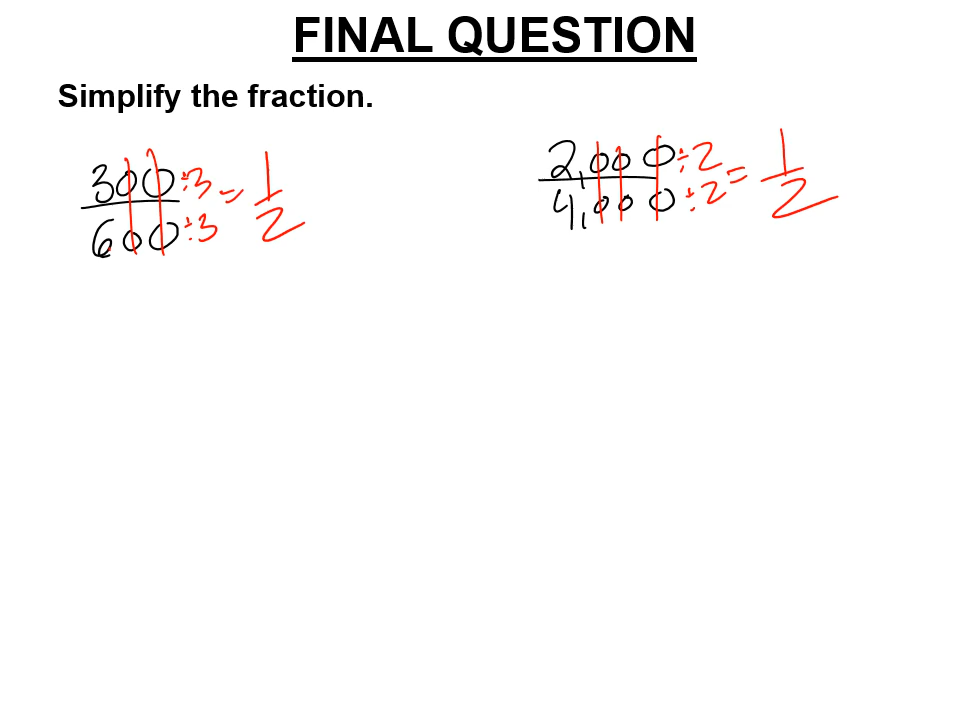 FINAL QUESTION
Simplify the fraction.
300 ÷3 = 1
600 ÷3 2
2,000 ÷2 = 1
4,000 ÷2 2